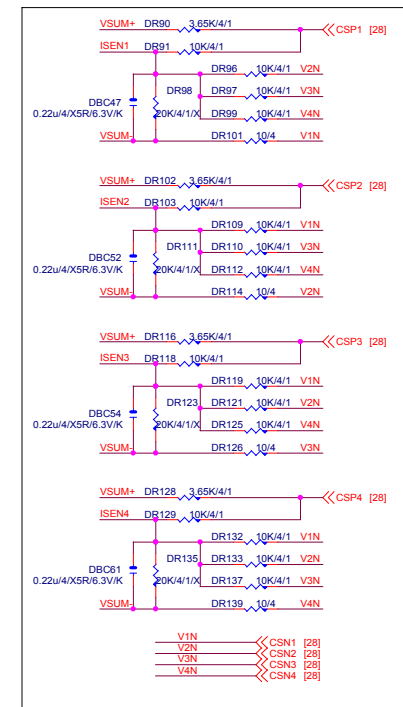 VSUM+ DR90 3.65K/4/1 CSP1 [28]
ISEN1 DR91 10K/4/1
DR96 10K/4/1 V2N
DR98 DR97 10K/4/1 V3N
DBC47
0.22u/4/X5R/6.3V/K 20K/4/1/X DR99 10K/4/1 V4N
VSUM- DR101 10/4 V1N
VSUM+ DR102 3.65K/4/1 CSP2 [28]
ISEN2 DR103 10K/4/1
DR109 10K/4/1 V1N
DR111 DR110 10K/4/1 V3N
DBC52
0.22u/4/X5R/6.3V/K 20K/4/1/X DR112 10K/4/1 V4N
VSUM- DR114 10/4 V2N
VSUM+ DR116 3.65K/4/1 CSP3 [28]
ISEN3 DR118 10K/4/1
DR119 10K/4/1 V1N
DR123 DR121 10K/4/1 V2N
DBC54
0.22u/4/X5R/6.3V/K 20K/4/1/X DR125 10K/4/1 V4N
VSUM- DR126 10/4 V3N
VSUM+ DR128 3.65K/4/1 CSP4 [28]
ISEN4 DR129 10K/4/1
DR132 10K/4/1 V1N
DR135 DR133 10K/4/1 V2N
DBC61
0.22u/4/X5R/6.3V/K 20K/4/1/X DR137 10K/4/1 V3N
VSUM- DR139 10/4 V4N
V1N CSN1 [28]
V2N CSN2 [28]
V3N CSN3 [28]
V4N CSN4 [28]